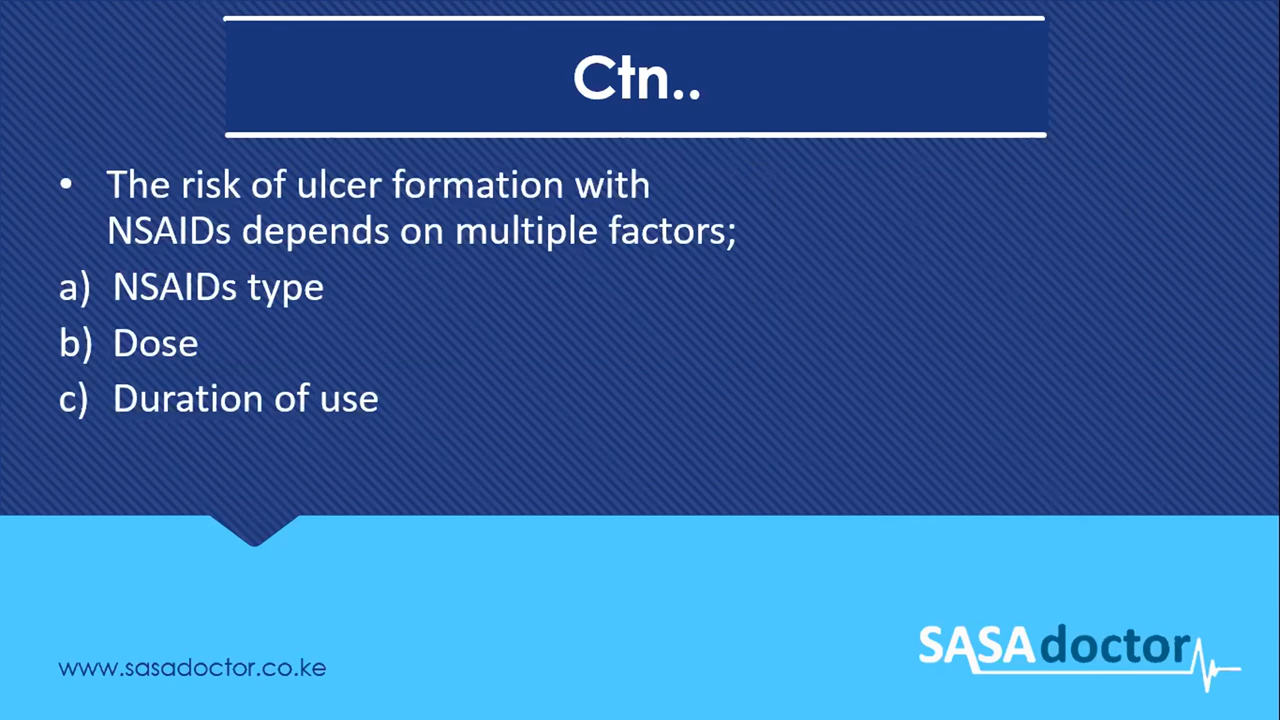 Ctn..
• The risk of ulcer formation with
NSAIDs depends on multiple factors;
a) NSAIDs type
b) Dose
c) Duration of use
www.sasadoctor.co.ke
SASAdoctor